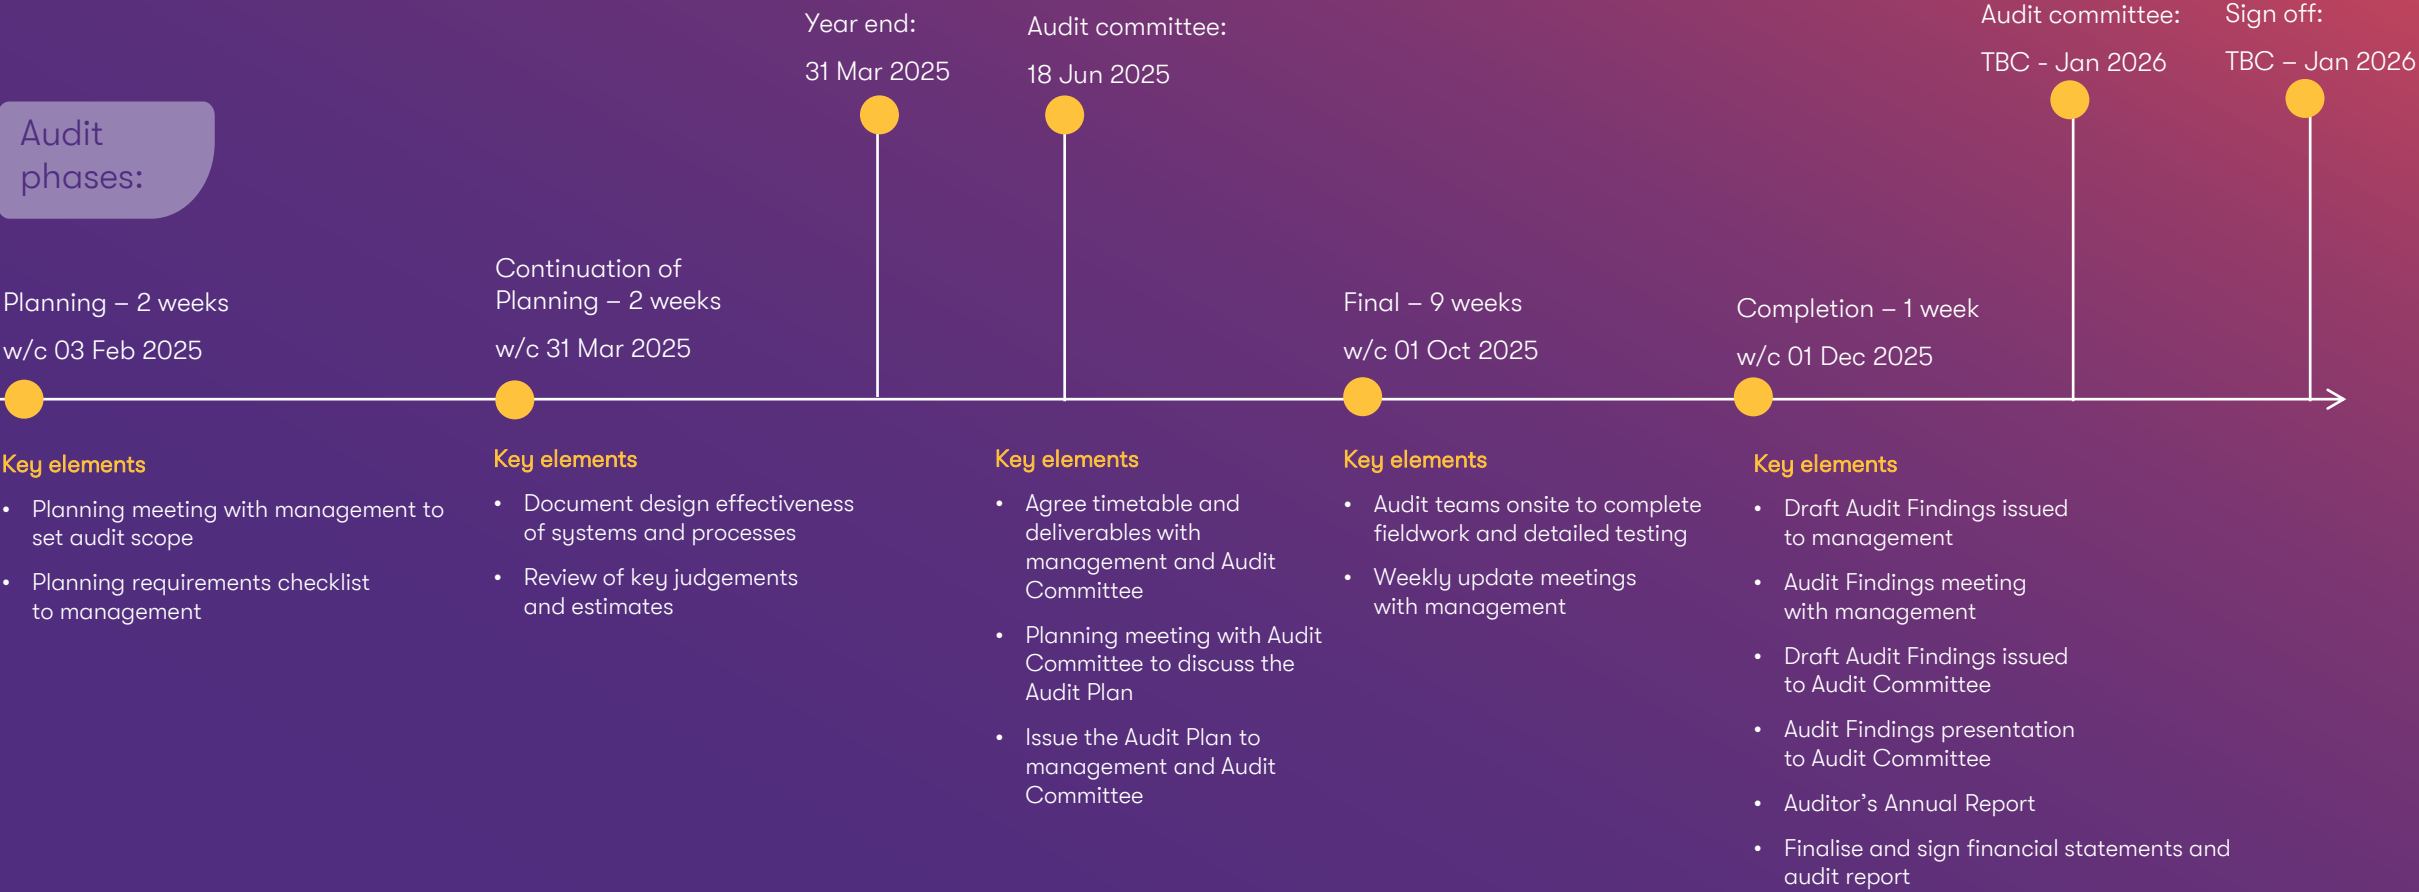 Year end:
31 Mar 2025
Audit committee:
18 Jun 2025
Audit committee:
TBC - Jan 2026
Sign off:
TBC – Jan 2026
Audit
phases:
Planning – 2 weeks
w/c 03 Feb 2025
Continuation of
Planning – 2 weeks
w/c 31 Mar 2025
Final – 9 weeks
w/c 01 Oct 2025
Completion – 1 week
w/c 01 Dec 2025
Key elements
• Planning meeting with management to
set audit scope
• Planning requirements checklist
to management
Key elements
• Document design effectiveness
of systems and processes
• Review of key judgements
and estimates
Key elements
• Agree timetable and
deliverables with
management and Audit
Committee
• Planning meeting with Audit
Committee to discuss the
Audit Plan
• Issue the Audit Plan to
management and Audit
Committee
Key elements
• Audit teams onsite to complete
fieldwork and detailed testing
• Weekly update meetings
with management
Key elements
• Draft Audit Findings issued
to management
• Audit Findings meeting
with management
• Draft Audit Findings issued
to Audit Committee
• Audit Findings presentation
to Audit Committee
• Auditor’s Annual Report
• Finalise and sign financial statements and
audit report